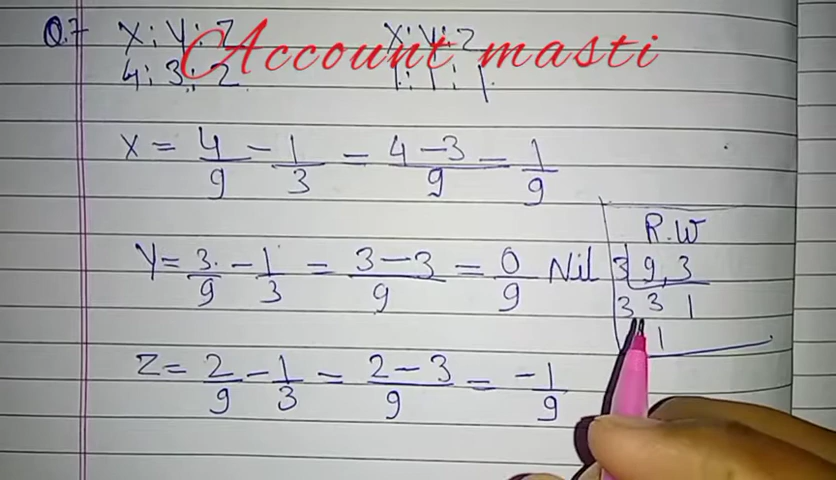 Q.7 X:Y:Z X:Y:Z
Account masti
4:3:2 1:1:1
X = 4/9 - 1/3 = 4-3/9 = 1/9
R.W
Y = 3/9 - 1/3 = 3-3/9 = 0/9 Nil
3 9,3
3 3 1
1
Z = 2/9 - 1/3 = 2-3/9 = -1/9